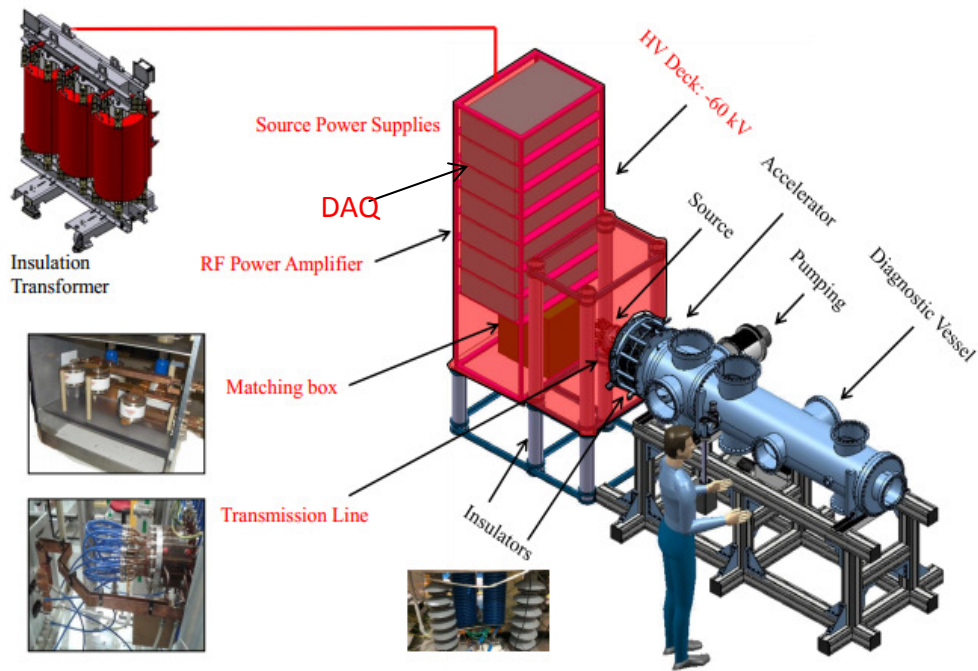 HV Deck: -60 kV
Source Power Supplies
Accelerator
DAQ
Source
Insulation
Transformer
RF Power Amplifier
Pumping
Diagnostic Vessel
Matching box
Transmission Line
Insulators